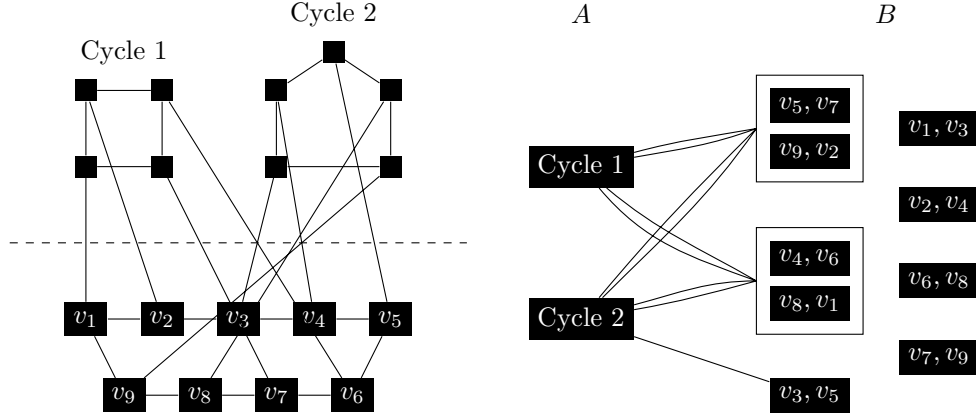 Cycle 1
Cycle 2
v₁
v₂
v₃
v₄
v₅
v₉
v₈
v₇
v₆
A
B
Cycle 1
Cycle 2
v₅, v₇
v₉, v₂
v₄, v₆
v₈, v₁
v₃, v₅
v₁, v₃
v₂, v₄
v₆, v₈
v₇, v₉